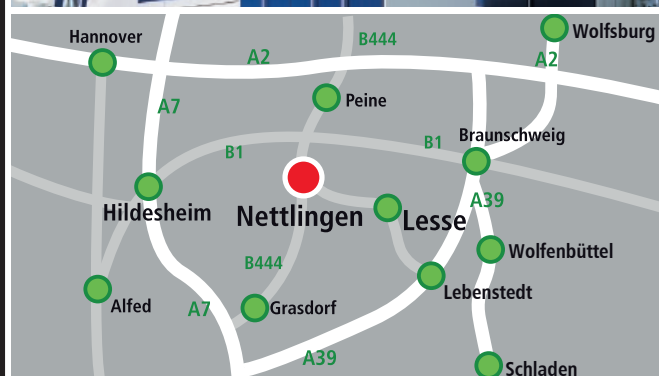 Wolfsburg
Hannover
B444
A2
A2
Peine
A7
Braunschweig
B1
B1
Hildesheim
Nettlingen
Lesse
A39
Wolfenbüttel
B444
Lebenstedt
Alfed
A7
Grasdorf
A39
Schladen